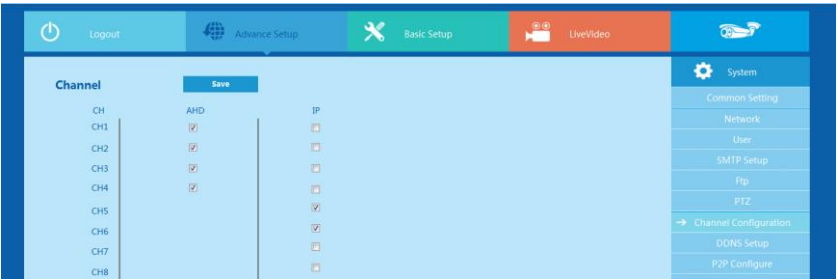 Logout Advance Setup Basic Setup LiveVideo
System
Channel Save
CH AHD IP
CH1
CH2
CH3
CH4
CH5
CH6
CH7
CH8
Common Setting
Network
User
SMTP Setup
Ftp
PTZ
→ Channel Configuration
DDNS Setup
P2P Configure